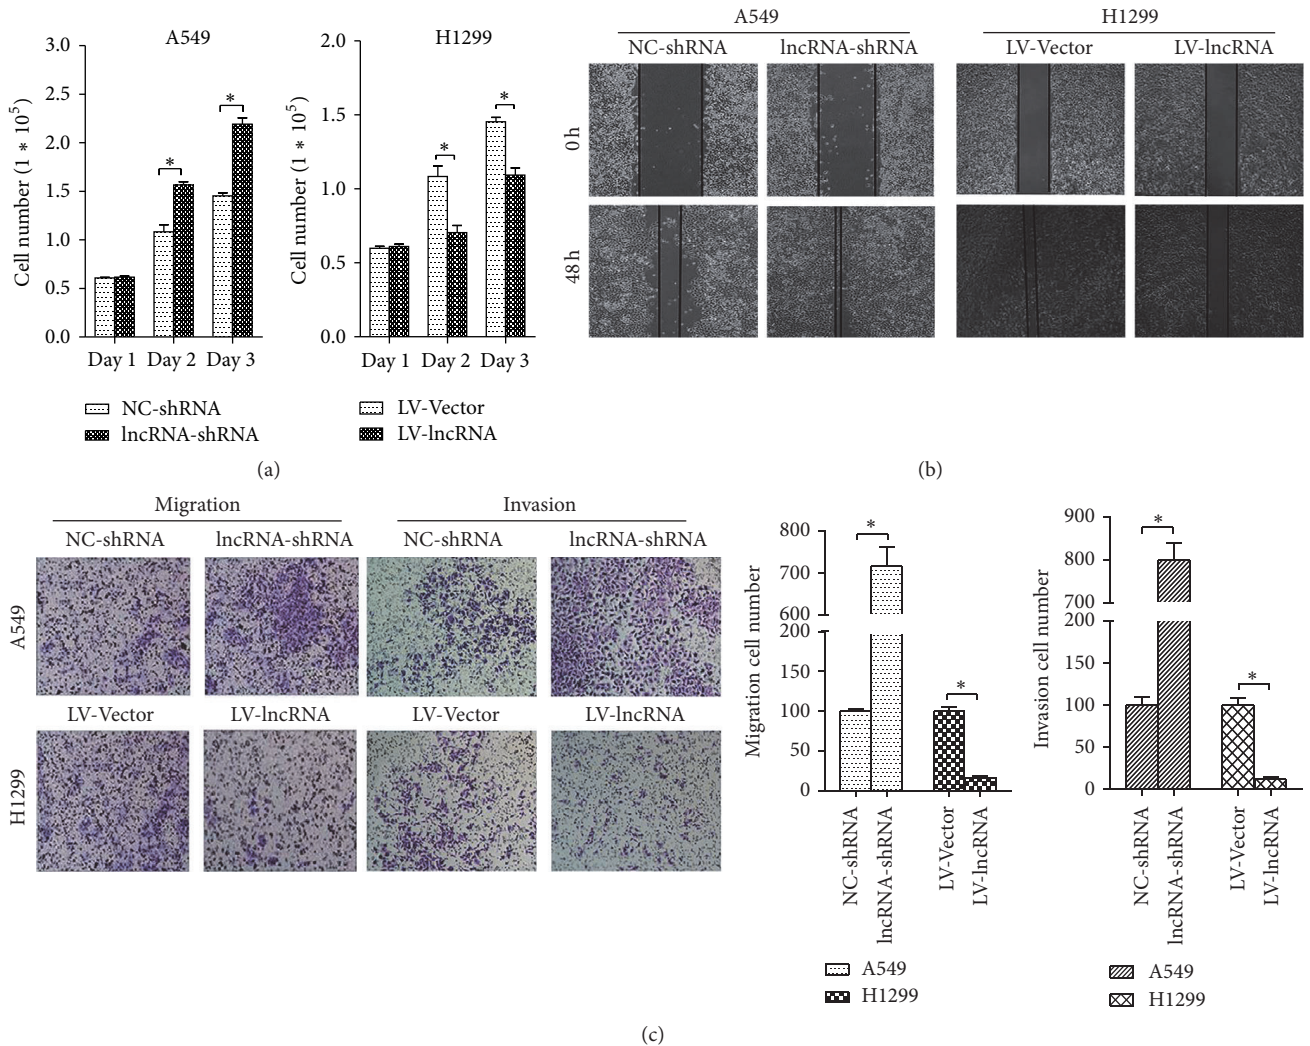 (a)
A549
3.0
2.5
2.0
1.5
1.0
0.5
0.0
Cell number (1 * 10^5)
*
*
Day 1 Day 2 Day 3
NC-shRNA
lncRNA-shRNA
H1299
2.0
1.5
1.0
0.5
0.0
Cell number (1 * 10^5)
*
*
Day 1 Day 2 Day 3
LV-Vector
LV-lncRNA
A549 H1299
NC-shRNA lncRNA-shRNA LV-Vector LV-lncRNA
0 h
48 h
(b)
Migration Invasion
NC-shRNA lncRNA-shRNA NC-shRNA lncRNA-shRNA
A549
LV-Vector LV-lncRNA LV-Vector LV-lncRNA
H1299
800
700
600
200
150
100
50
0
Migration cell number
*
*
NC-shRNA
lncRNA-shRNA
LV-Vector
LV-lncRNA
A549
H1299
900
800
700
200
150
100
50
0
Invasion cell number
*
*
NC-shRNA
lncRNA-shRNA
LV-Vector
LV-lncRNA
A549
H1299
(c)